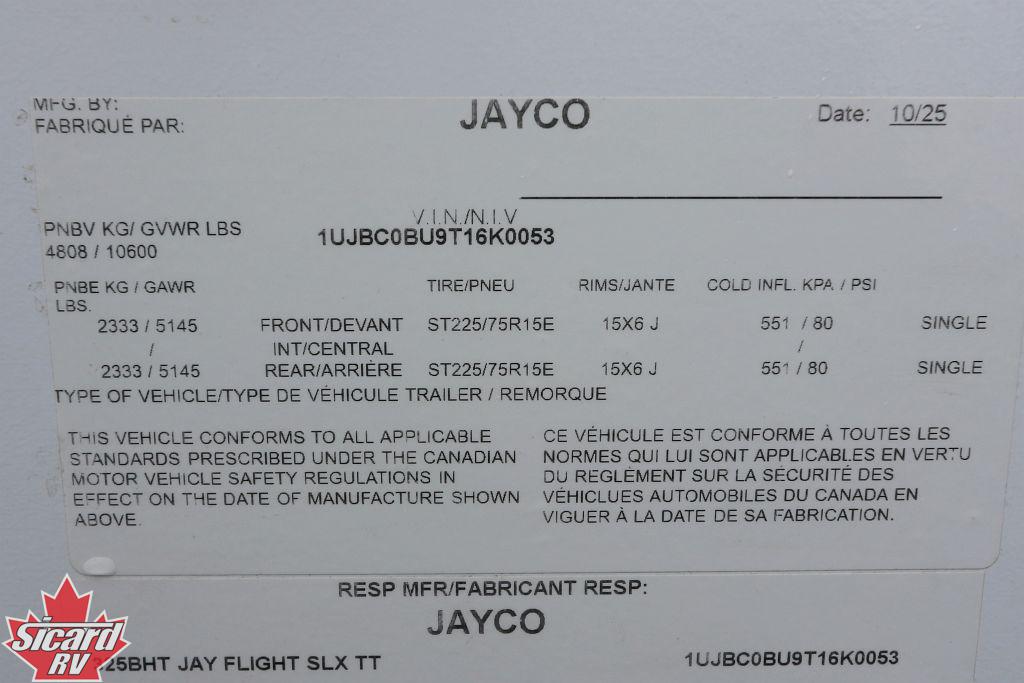 MFG. BY:
FABRIQUÉ PAR:
JAYCO
Date: 10/25
V.I.N./N.I.V
PNBV KG/ GVWR LBS
4808 / 10600
1UJBC0BU9T16K0053
PNBE KG / GAWR LBS. TIRE/PNEU RIMS/JANTE COLD INFL. KPA / PSI
2333 / 5145 FRONT/DEVANT ST225/75R15E 15X6 J 551 / 80 SINGLE
/ INT/CENTRAL /
2333 / 5145 REAR/ARRIÈRE ST225/75R15E 15X6 J 551 / 80 SINGLE
TYPE OF VEHICLE/TYPE DE VÉHICULE TRAILER / REMORQUE
THIS VEHICLE CONFORMS TO ALL APPLICABLE
STANDARDS PRESCRIBED UNDER THE CANADIAN
MOTOR VEHICLE SAFETY REGULATIONS IN
EFFECT ON THE DATE OF MANUFACTURE SHOWN
ABOVE.
CE VÉHICULE EST CONFORME À TOUTES LES
NORMES QUI LUI SONT APPLICABLES EN VERTU
DU REGLÈMENT SUR LA SÉCURITÉ DES
VÉHICLUES AUTOMOBILES DU CANADA EN
VIGUER À LA DATE DE SA FABRICATION.
RESP MFR/FABRICANT RESP:
JAYCO
325BHT JAY FLIGHT SLX TT 1UJBC0BU9T16K0053
Sicard
RV